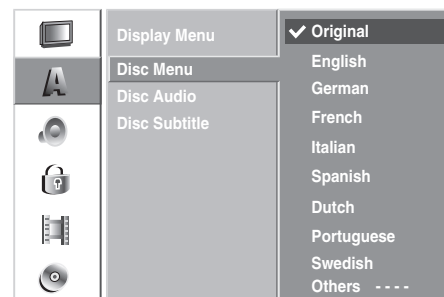 A
Display Menu
Disc Menu
Disc Audio
Disc Subtitle
Original
English
German
French
Italian
Spanish
Dutch
Portuguese
Swedish
Others - - - -